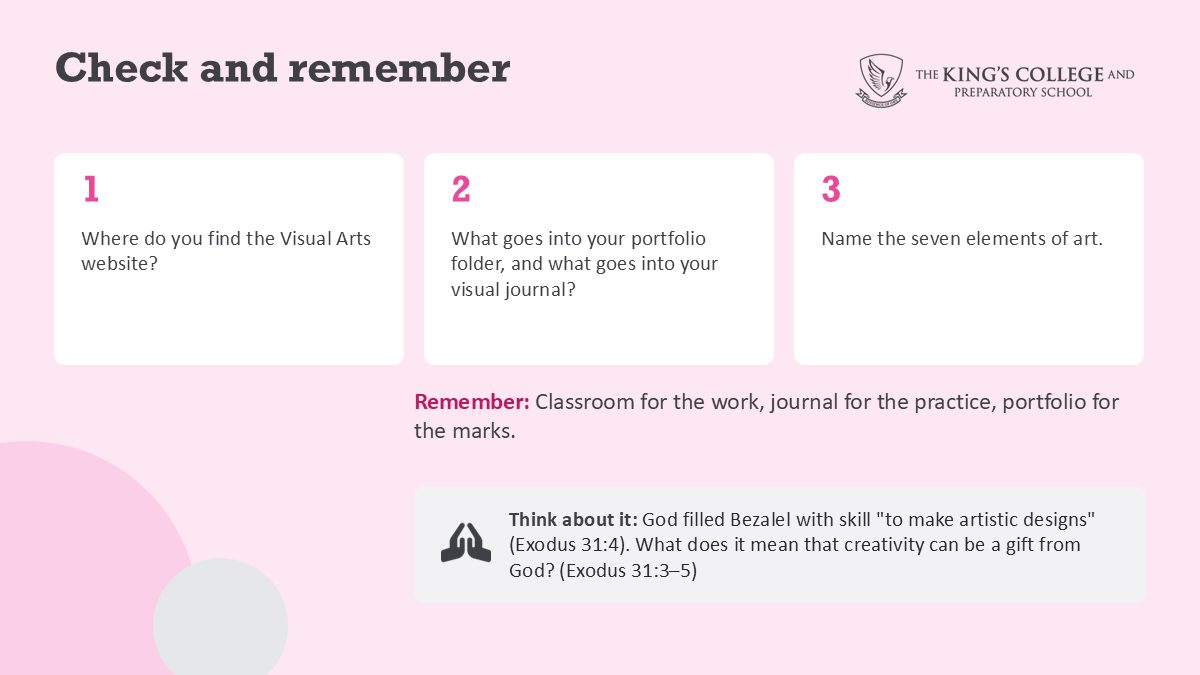 Check and remember
THE KING'S COLLEGE AND
PREPARATORY SCHOOL
1
Where do you find the Visual Arts
website?
2
What goes into your portfolio
folder, and what goes into your
visual journal?
3
Name the seven elements of art.
Remember: Classroom for the work, journal for the practice, portfolio for
the marks.
Think about it: God filled Bezalel with skill "to make artistic designs"
(Exodus 31:4). What does it mean that creativity can be a gift from
God? (Exodus 31:3–5)